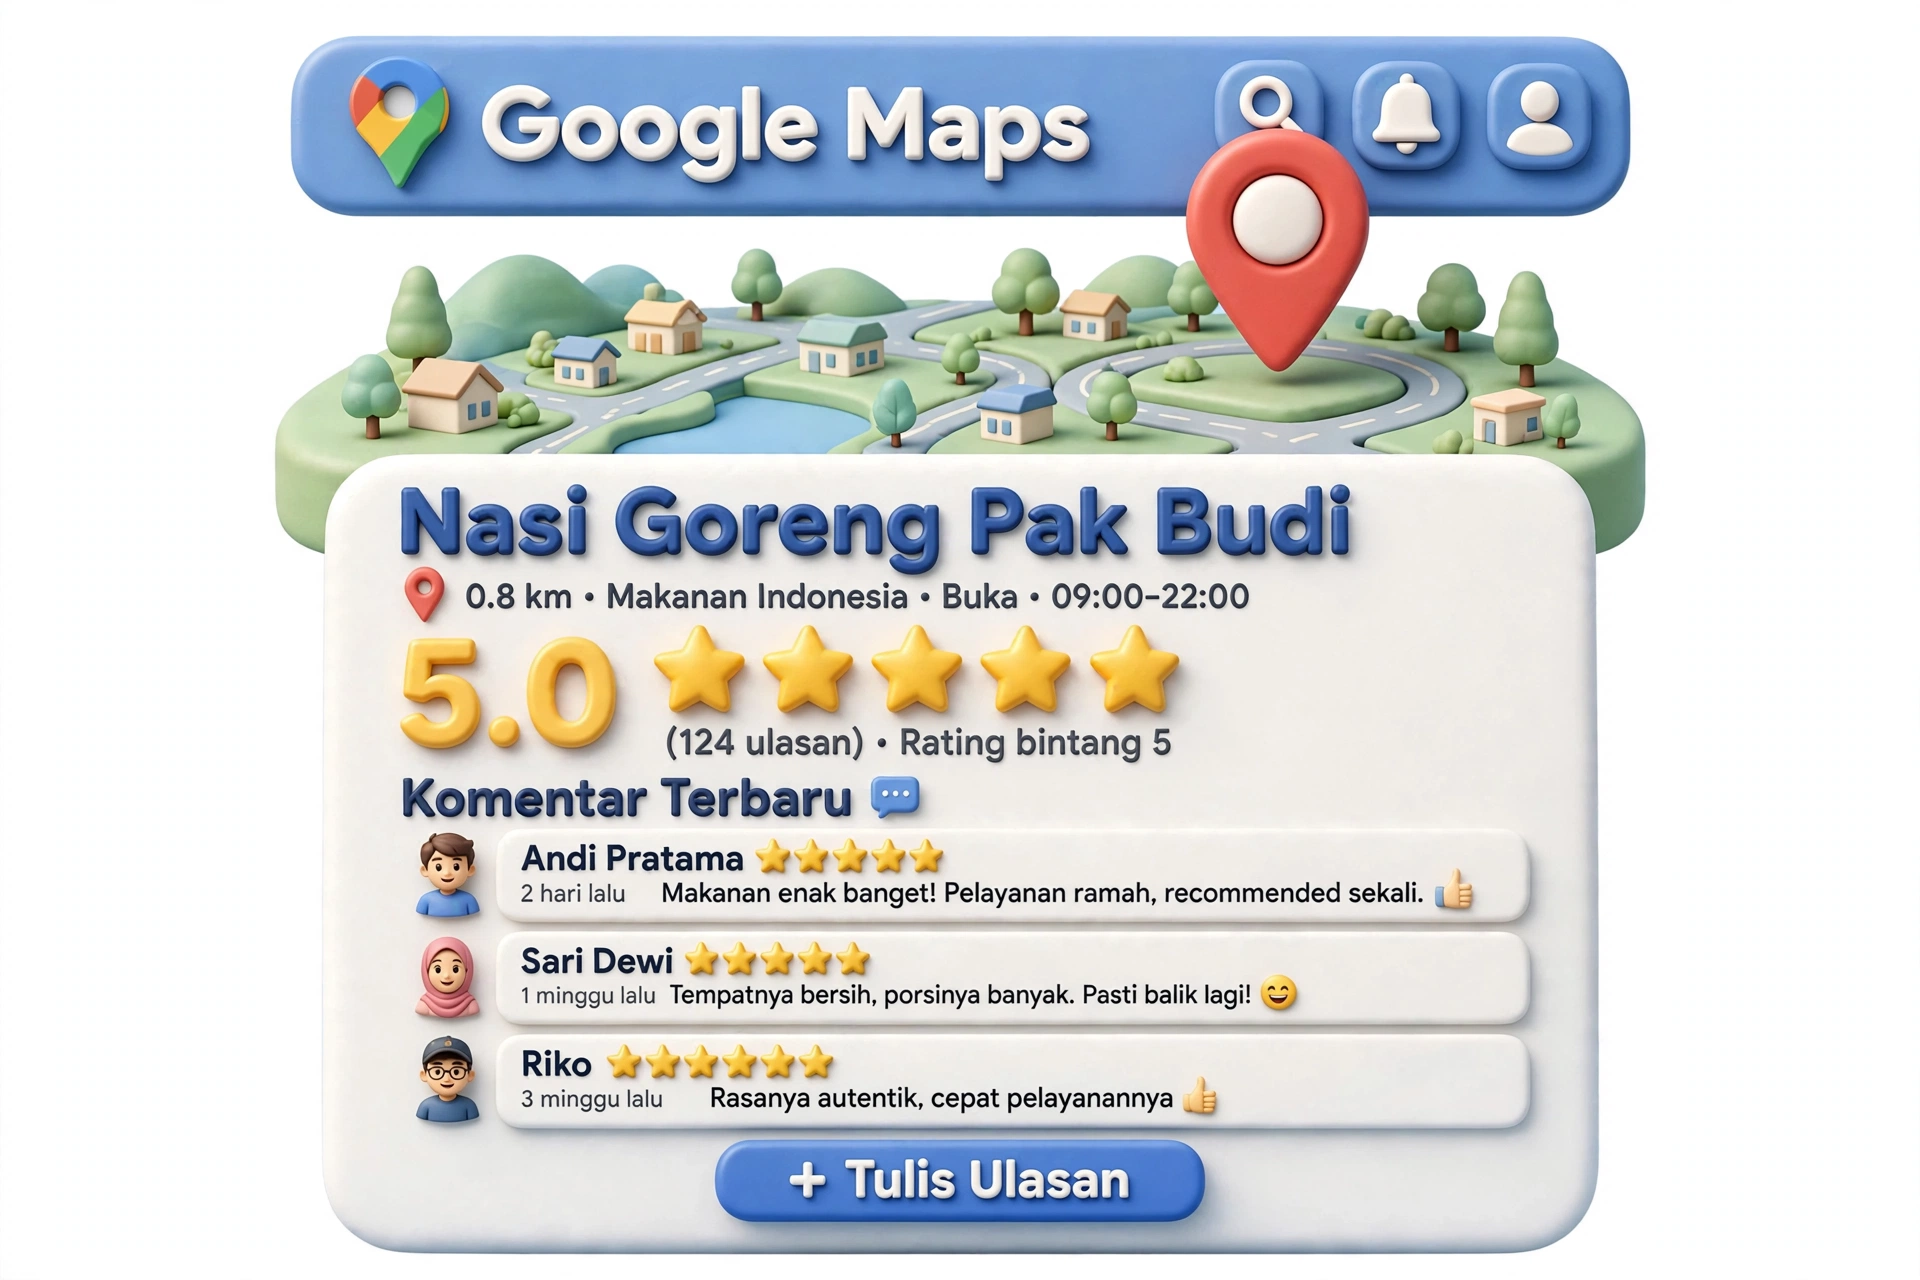 Google Maps
Nasi Goreng Pak Budi
0.8 km • Makanan Indonesia • Buka • 09:00–22:00
5.0
(124 ulasan) • Rating bintang 5
Komentar Terbaru
Andi Pratama
2 hari lalu Makanan enak banget! Pelayanan ramah, recommended sekali.
Sari Dewi
1 minggu lalu Tempatnya bersih, porsinya banyak. Pasti balik lagi!
Riko
3 minggu lalu Rasanya autentik, cepat pelayanannya
+ Tulis Ulasan